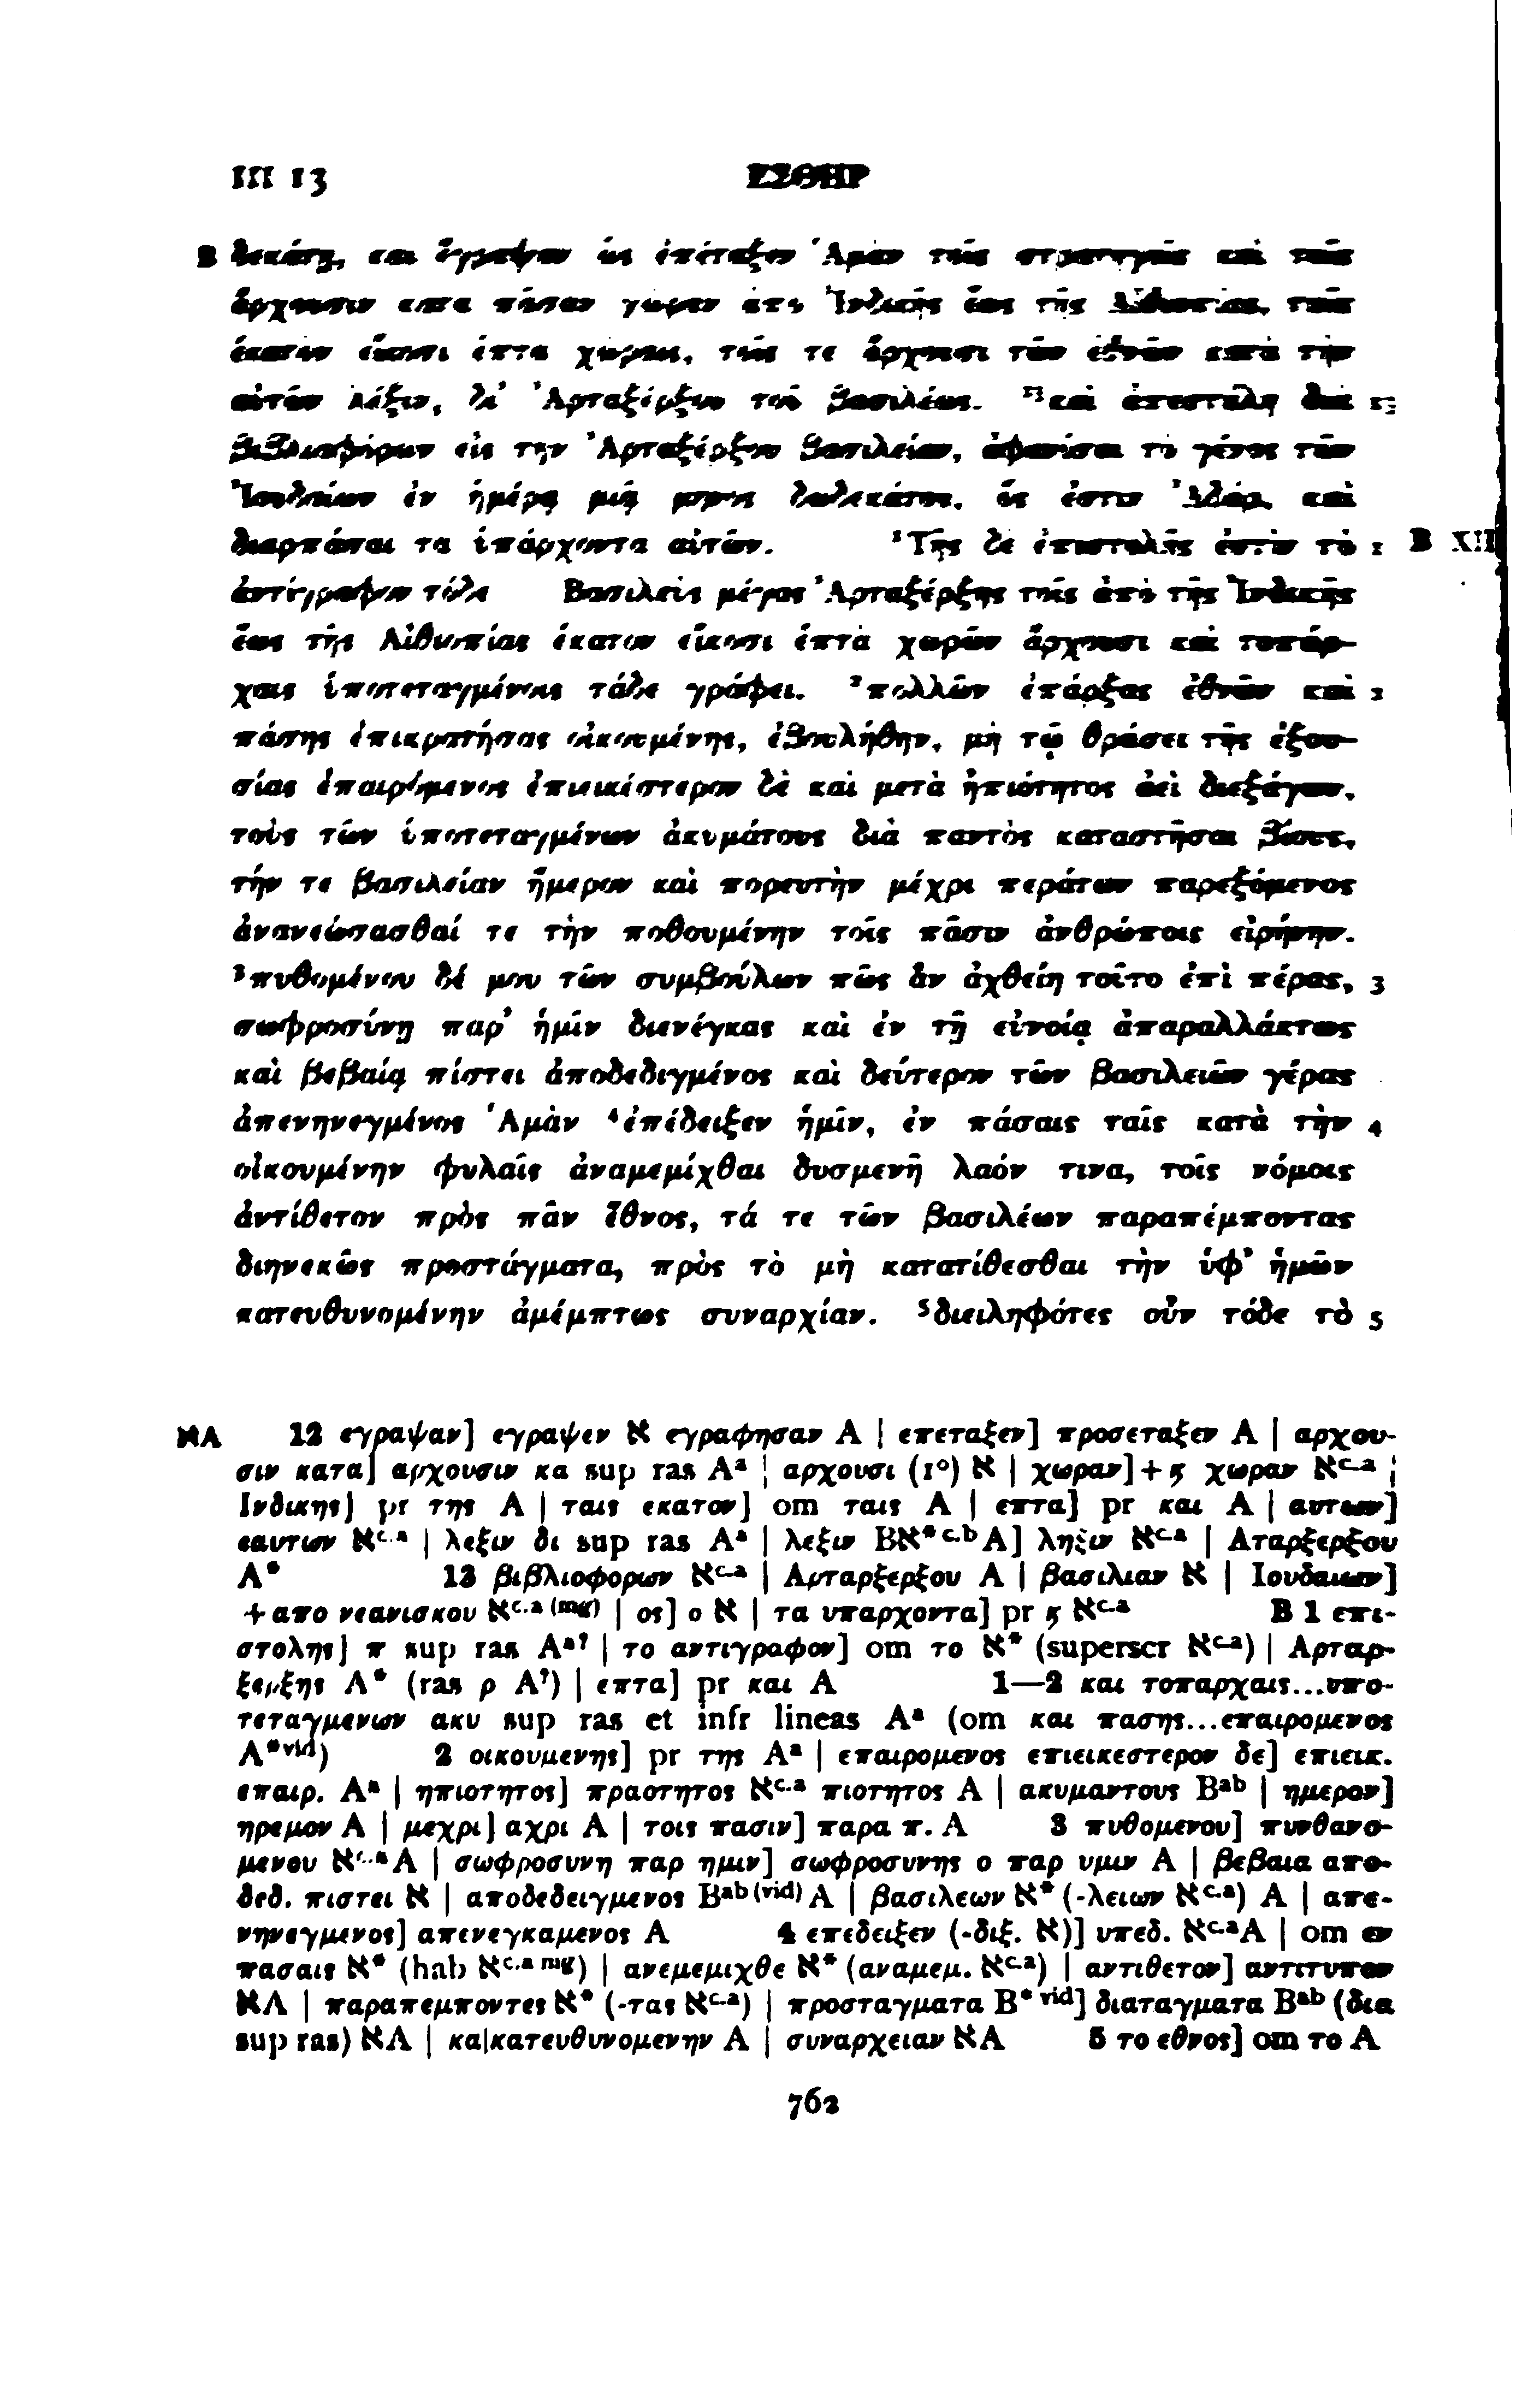 III 13 ΕΣΘΗΡ
B δεκάτῃ, καὶ ἔγραψαν ὡς ἐπέταξεν Ἁμὰν τοῖς στρατηγοῖς καὶ τοῖς
ἄρχουσιν κατὰ πᾶσαν χώραν ἀπὸ Ἰνδικῆς ἕως τῆς Αἰθιοπίας, ταῖς
ἑκατὸν εἴκοσι ἑπτὰ χώραις, τοῖς τε ἄρχουσι τῶν ἐθνῶν κατὰ τὴν
αὐτῶν λέξιν, δι᾿ Ἀρταξέρξου τοῦ βασιλέως. ¹³καὶ ἀπεστάλη διὰ 13
βιβλιαφόρων εἰς τὴν Ἀρταξέρξου βασιλείαν, ἀφανίσαι τὸ γένος τῶν
Ἰουδαίων ἐν ἡμέρᾳ μιᾷ μηνὸς δωδεκάτου, ὅς ἐστιν Ἀδάρ, καὶ
διαρπάσαι τὰ ὑπάρχοντα αὐτῶν. ¹Τῆς δὲ ἐπιστολῆς ἐστὶν τὸ 1 B XIII
ἀντίγραφον τόδε Βασιλεὺς μέγας Ἀρταξέρξης τοῖς ἀπὸ τῆς Ἰνδικῆς
ἕως τῆς Αἰθιοπίας ἑκατὸν εἴκοσι ἑπτὰ χωρῶν ἄρχουσι καὶ τοπάρ-
χαις ὑποτεταγμένοις τάδε γράφει. ²πολλῶν ἐπάρξας ἐθνῶν καὶ 2
πάσης ἐπικρατήσας οἰκουμένης, ἐβουλήθην, μὴ τῷ θράσει τῆς ἐξου-
σίας ἐπαιρόμενος ἐπιεικέστερον δὲ καὶ μετὰ ἠπιότητος ἀεὶ διεξάγων,
τοὺς τῶν ὑποτεταγμένων ἀκυμάτους διὰ παντὸς καταστῆσαι βίους,
τήν τε βασιλείαν ἥμερον καὶ πορευτὴν μέχρι περάτων παρεξόμενος
ἀνανεώσασθαί τε τὴν ποθουμένην τοῖς πᾶσιν ἀνθρώποις εἰρήνην.
³πυθομένου δέ μου τῶν συμβούλων πῶς ἂν ἀχθείη τοῦτο ἐπὶ πέρας, 3
σωφροσύνῃ παρ᾿ ἡμῖν διενέγκας καὶ ἐν τῇ εὐνοίᾳ ἀπαραλλάκτως
καὶ βεβαίᾳ πίστει ἀποδεδιγμένος καὶ δεύτερον τῶν βασιλειῶν γέρας
ἀπενηνεγμένος Ἁμὰν ⁴ἐπέδειξεν ἡμῖν, ἐν πάσαις ταῖς κατὰ τὴν 4
οἰκουμένην φυλαῖς ἀναμεμίχθαι δυσμενῆ λαόν τινα, τοῖς νόμοις
ἀντίθετον πρὸς πᾶν ἔθνος, τά τε τῶν βασιλέων παραπέμποντας
διηνεκῶς προστάγματα, πρὸς τὸ μὴ κατατίθεσθαι τὴν ὑφ᾿ ἡμῶν
κατευθυνομένην ἀμέμπτως συναρχίαν. ⁵διειληφότες οὖν τόδε τὸ 5
ℵA 12 εγραψαν] εγραψεν ℵ εγραφησαν A | επεταξεν] προσεταξεν A | αρχου-
σιν κατα] αρχουσιν κα sup ras Aᵃ | αρχουσι (1°) ℵ | χωραν]+ϗ χωραν ℵᶜ·ᵃ |
Ινδικης] pr της A | ταις εκατον] om ταις A | επτα] pr και A | αυτων]
εαυτων ℵᶜ·ᵃ | λεξιν δι sup ras Aᵃ | λεξιν Bℵ*ᶜ·ᵇA] ληξιν ℵᶜ·ᵃ | Αταρξερξου
A* 13 βιβλιοφορων ℵᶜ·ᵃ | Αρταρξερξου A | βασιλιαν ℵ | Ιουδαιων]
+απο νεανισκου ℵᶜ·ᵃ⁽ᵐᵍ⁾ | ος] ο ℵ | τα υπαρχοντα] pr ϗ ℵᶜ·ᵃ B 1 επι-
στολης] π sup ras Aᵃ? | το αντιγραφον] om το ℵ* (superscr ℵᶜ·ᵃ) | Αρταρ-
ξερξης A* (ras ρ A?) | επτα] pr και A 1—2 και τοπαρχαις...υπο-
τεταγμενων ακυ sup ras et infr lineas Aᵃ (om και πασης...επαιρομενος
A*ᵛⁱᵈ) 2 οικουμενης] pr της Aᵃ | επαιρομενος επιεικεστερον δε] επιεικ.
επαιρ. Aᵃ | ηπιοτητος] πραοτητος ℵᶜ·ᵃ πιοτητος A | ακυμαντους Bᵃᵇ | ημερον]
ηρεμον A | μεχρι] αχρι A | τοις πασιν] παρα π. A 3 πυθομενου] πυνθανο-
μενου ℵᶜ·ᵃA | σωφροσυνη παρ ημιν] σωφροσυνης ο παρ υμιν A | βεβαια απο-
δεδ. πιστει ℵ | αποδεδειγμενος Bᵃᵇ⁽ᵛⁱᵈ⁾A | βασιλεων ℵ* (-λειων ℵᶜ·ᵃ) A | απε-
νηνεγμενος] απενεγκαμενος A 4 επεδειξεν (-διξ. ℵ)] υπεδ. ℵᶜ·ᵃA | om εν
πασαις ℵ* (hab ℵᶜ·ᵃ ᵐᵍ) | ανεμεμιχθε ℵ* (αναμεμ. ℵᶜ·ᵃ) | αντιθετον] αντιτυπον
ℵA | παραπεμποντες ℵ* (-τας ℵᶜ·ᵃ) | προσταγματα B*ᵛⁱᵈ] διαταγματα Bᵃᵇ (δια
sup ras) ℵA | κα|κατευθυνομενην A | συναρχειαν ℵA 5 το εθνος] om το A
762